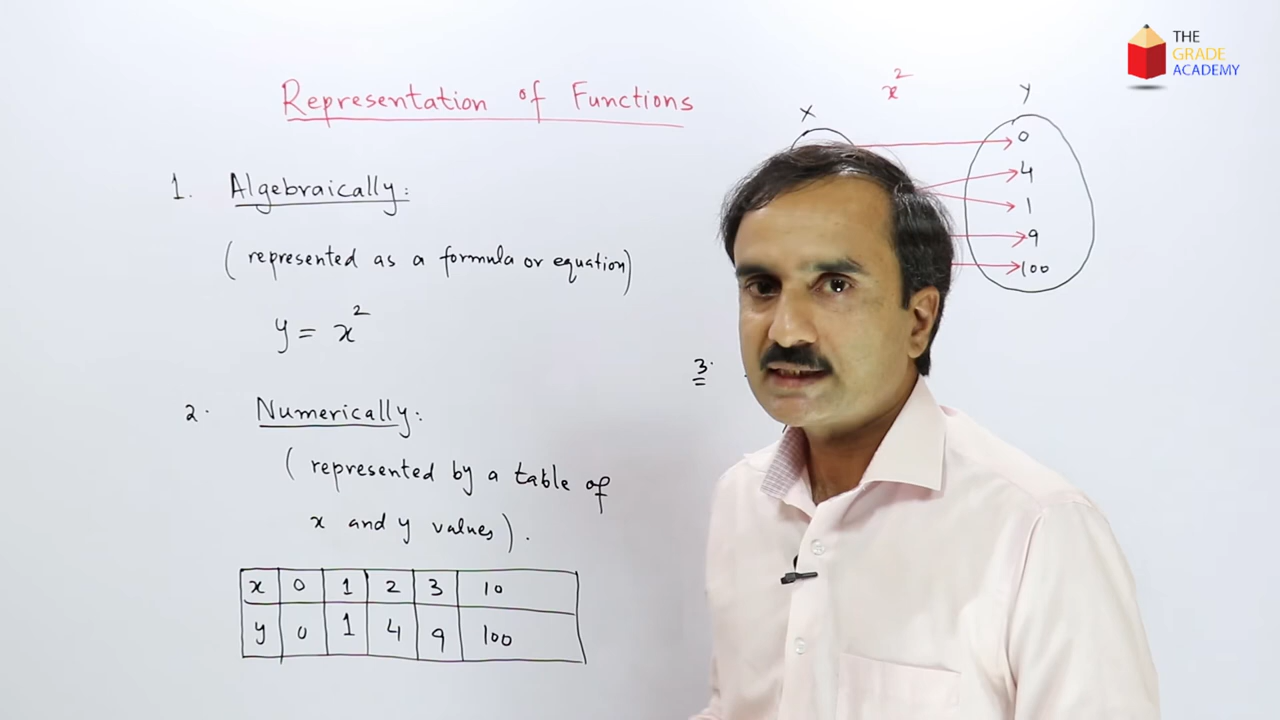 THE
GRADE
ACADEMY
Representation of Functions
x²
X
Y
1. Algebraically:
(represented as a formula or equation)
y = x²
2. Numerically:
(represented by a table of
x and y values).
x 0 1 2 3 10
y 0 1 4 9 100
0
4
1
9
100
3.